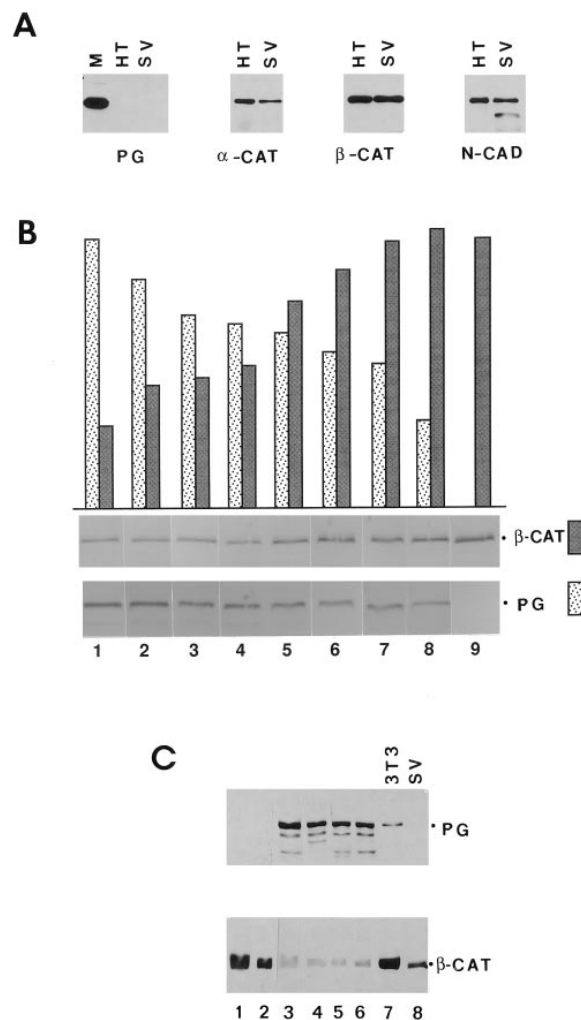 A
M HT SV HT SV HT SV HT SV
PG α-CAT β-CAT N-CAD
B
β-CAT
PG
1 2 3 4 5 6 7 8 9
C
3T3 SV
PG
β-CAT
1 2 3 4 5 6 7 8